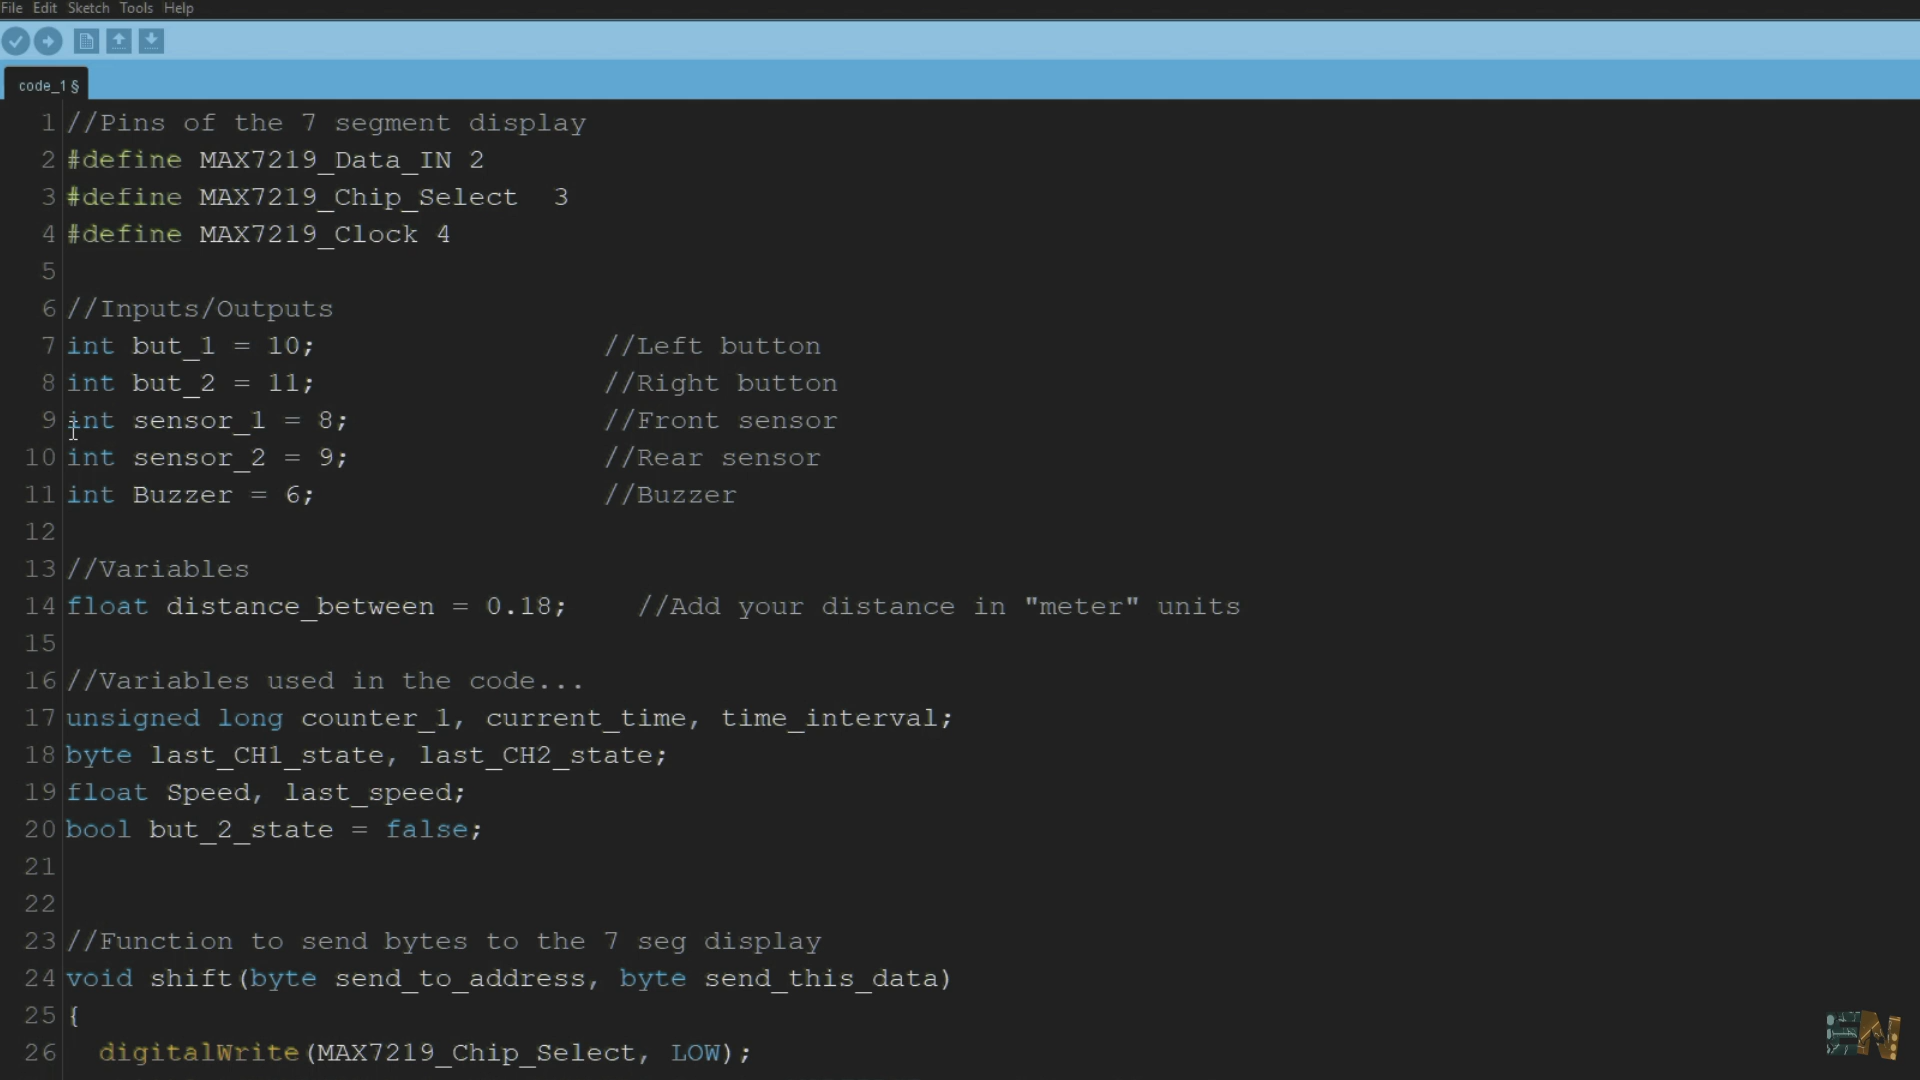 File Edit Sketch Tools Help
code_1 §
1 //Pins of the 7 segment display
2 #define MAX7219_Data_IN 2
3 #define MAX7219_Chip_Select  3
4 #define MAX7219_Clock 4
5
6 //Inputs/Outputs
7 int but_1 = 10;                 //Left button
8 int but_2 = 11;                 //Right button
9 int sensor_1 = 8;               //Front sensor
10 int sensor_2 = 9;               //Rear sensor
11 int Buzzer = 6;                 //Buzzer
12
13 //Variables
14 float distance_between = 0.18;    //Add your distance in "meter" units
15
16 //Variables used in the code...
17 unsigned long counter_1, current_time, time_interval;
18 byte last_CH1_state, last_CH2_state;
19 float Speed, last_speed;
20 bool but_2_state = false;
21
22
23 //Function to send bytes to the 7 seg display
24 void shift(byte send_to_address, byte send_this_data)
25 {
26   digitalWrite(MAX7219_Chip_Select, LOW);
EN